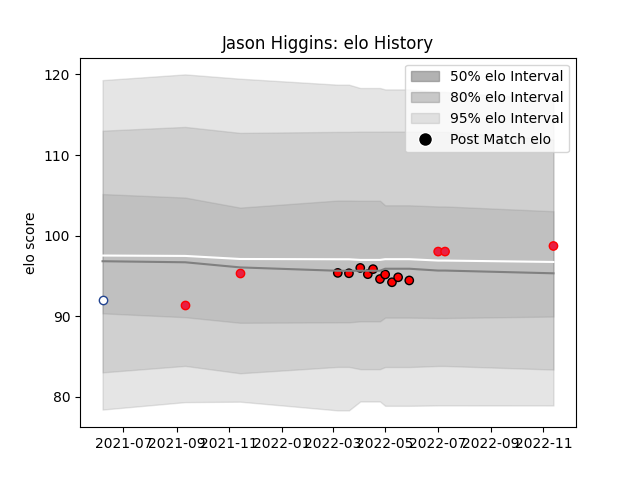 Jason Higgins: elo History
120
110
100
90
80
elo score
50% elo Interval
80% elo Interval
95% elo Interval
Post Match elo
2021-07 2021-09 2021-11 2022-01 2022-03 2022-05 2022-07 2022-09 2022-11